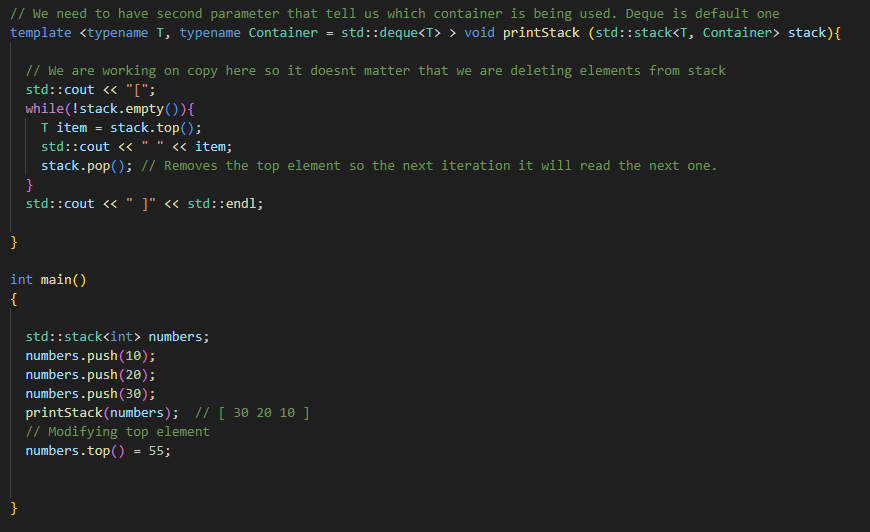 // We need to have second parameter that tell us which container is being used. Deque is default one
template <typename T, typename Container = std::deque<T> > void printStack (std::stack<T, Container> stack){
// We are working on copy here so it doesnt matter that we are deleting elements from stack
std::cout << "[";
while(!stack.empty()){
T item = stack.top();
std::cout << " " << item;
stack.pop(); // Removes the top element so the next iteration it will read the next one.
}
std::cout << " ]" << std::endl;
}
int main()
{
std::stack<int> numbers;
numbers.push(10);
numbers.push(20);
numbers.push(30);
printStack(numbers);  // [ 30 20 10 ]
// Modifying top element
numbers.top() = 55;
}